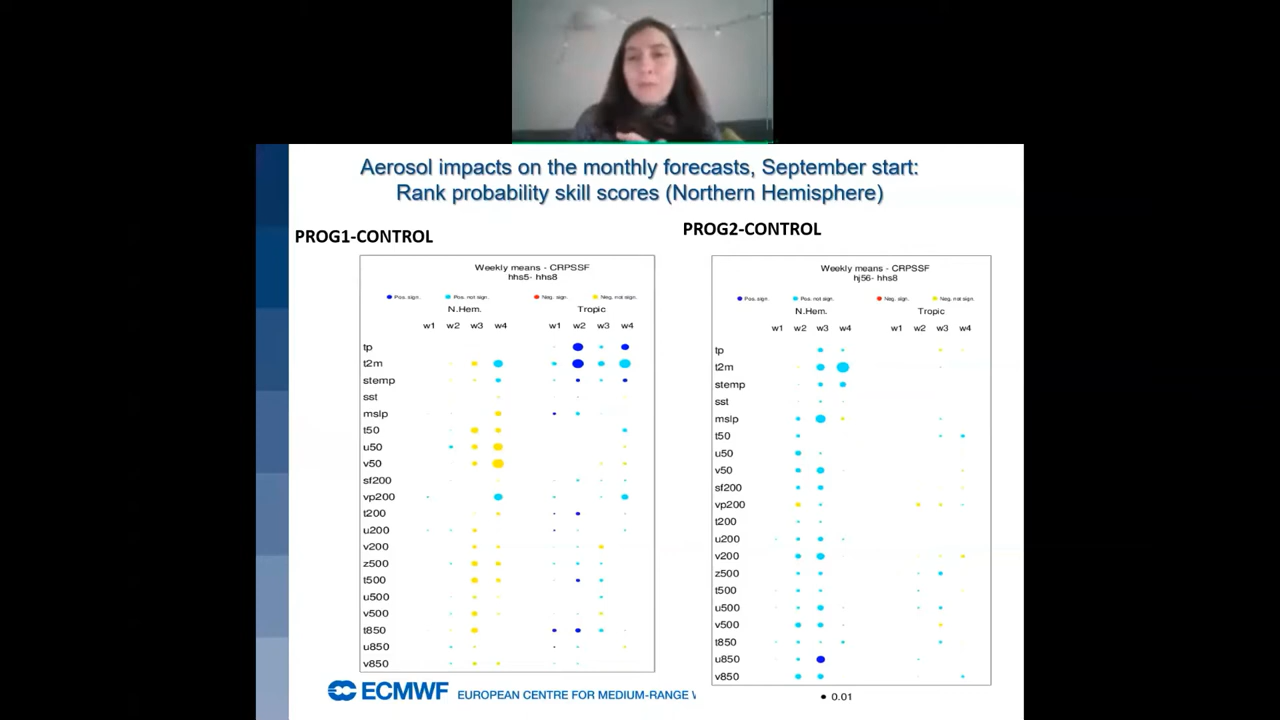 Aerosol impacts on the monthly forecasts, September start:
Rank probability skill scores (Northern Hemisphere)
PROG1-CONTROL
PROG2-CONTROL
Weekly means - CRPSSF
hhs5- hhs8
Pos. sign. Pos. not sign. Neg. sign. Neg. not sign.
N.Hem. Tropic
w1 w2 w3 w4 w1 w2 w3 w4
tp
t2m
stemp
sst
mslp
t50
u50
v50
sf200
vp200
t200
u200
v200
z500
t500
u500
v500
t850
u850
v850
Weekly means - CRPSSF
hj56- hhs8
Pos. sign. Pos. not sign. Neg. sign. Neg. not sign.
N.Hem. Tropic
w1 w2 w3 w4 w1 w2 w3 w4
tp
t2m
stemp
sst
mslp
t50
u50
v50
sf200
vp200
t200
u200
v200
z500
t500
u500
v500
t850
u850
v850
ECMWF EUROPEAN CENTRE FOR MEDIUM-RANGE
0.01